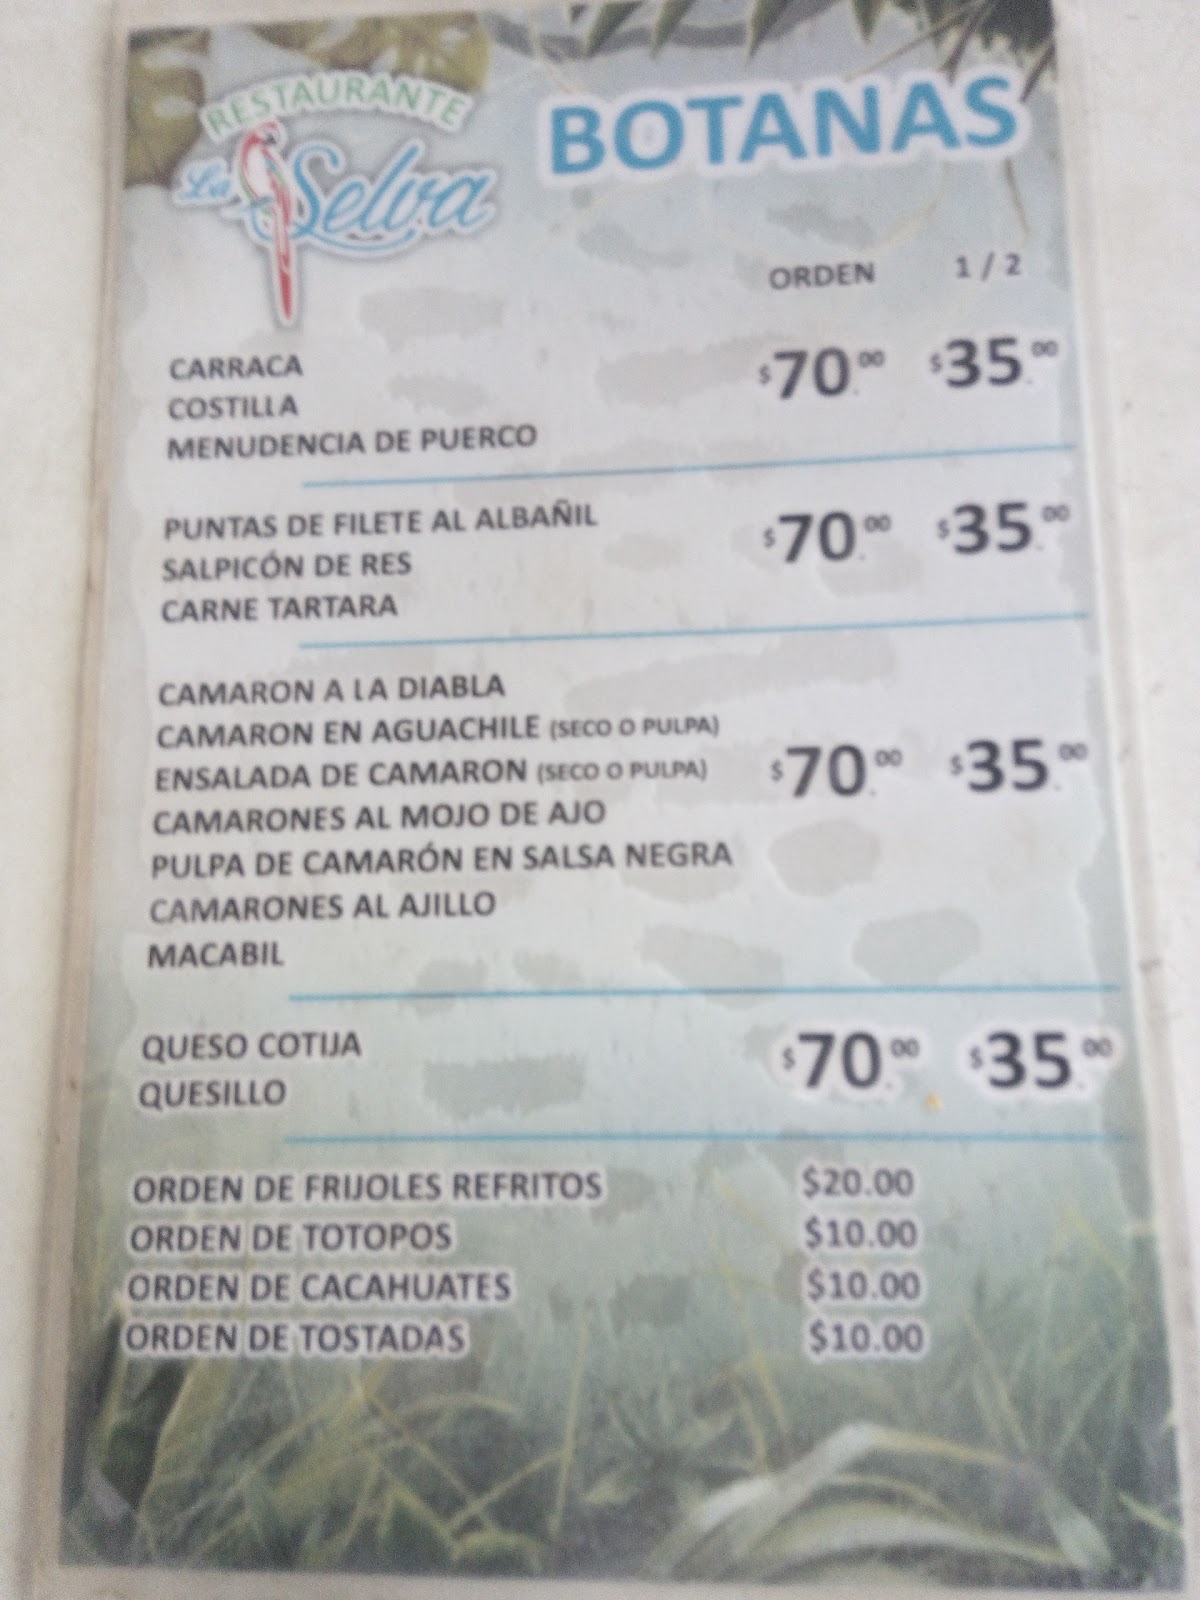 RESTAURANTE
La Selva
BOTANAS
ORDEN 1 / 2
CARRACA
COSTILLA
MENUDENCIA DE PUERCO
$70.00 $35.00
PUNTAS DE FILETE AL ALBAÑIL
SALPICÓN DE RES
CARNE TARTARA
$70.00 $35.00
CAMARON A LA DIABLA
CAMARON EN AGUACHILE (SECO O PULPA)
ENSALADA DE CAMARON (SECO O PULPA)
CAMARONES AL MOJO DE AJO
PULPA DE CAMARÓN EN SALSA NEGRA
CAMARONES AL AJILLO
MACABIL
$70.00 $35.00
QUESO COTIJA
QUESILLO
$70.00 $35.00
ORDEN DE FRIJOLES REFRITOS $20.00
ORDEN DE TOTOPOS $10.00
ORDEN DE CACAHUATES $10.00
ORDEN DE TOSTADAS $10.00